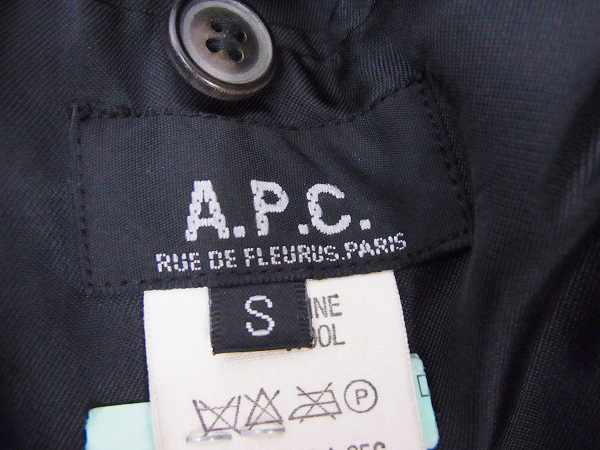 A.P.C.
RUE DE FLEURUS.PARIS
S
P